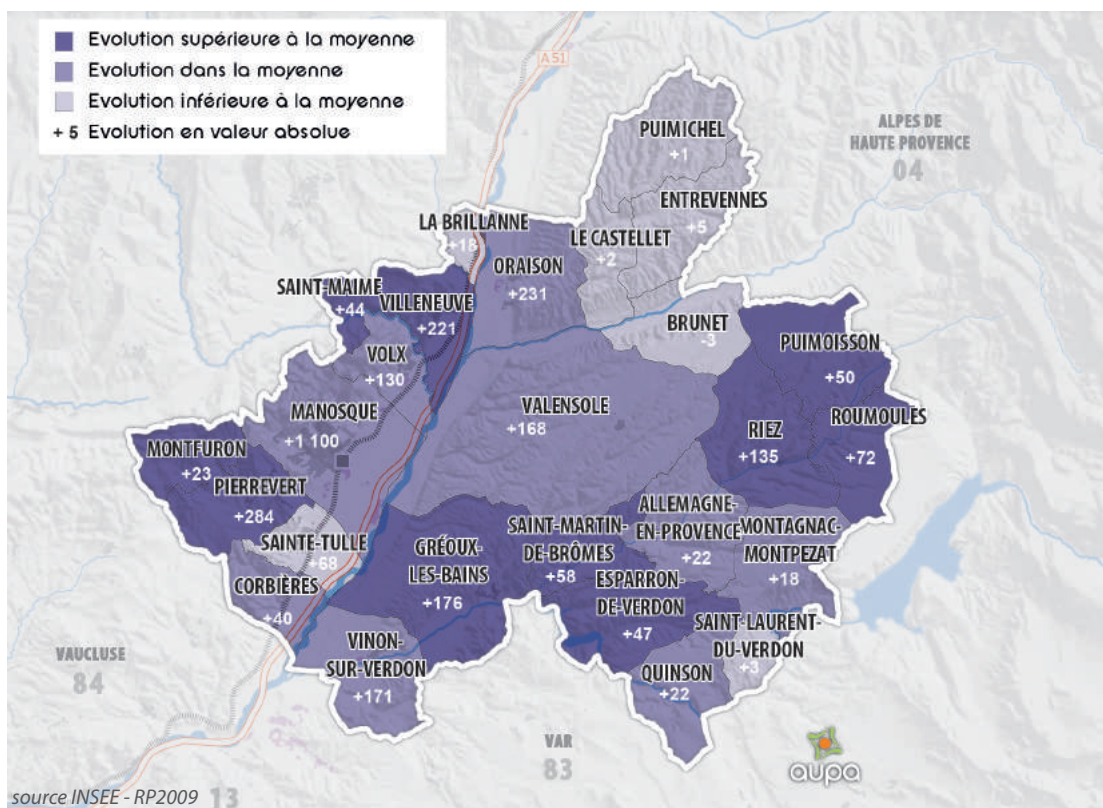 Evolution supérieure à la moyenne
Evolution dans la moyenne
Evolution inférieure à la moyenne
+ 5 Evolution en valeur absolue
A 51
ALPES DE
HAUTE PROVENCE
04
PUIMICHEL
+1
ENTREVENNES
+5
LE CASTELLET
+2
LA BRILLANNE
+18
ORAISON
+231
SAINT-MAIME
+44
VILLENEUVE
+221
BRUNET
-3
PUIMOISSON
+50
VOLX
+130
MANOSQUE
+1 100
VALENSOLE
+168
RIEZ
+135
ROUMOULES
+72
MONTFURON
+23
PIERREVERT
+284
SAINTE-TULLE
+68
CORBIÈRES
+40
GRÉOUX-
LES-BAINS
+176
SAINT-MARTIN-
DE-BRÔMES
+58
ALLEMAGNE-
EN-PROVENCE
+22
MONTAGNAC-
MONTPEZAT
+18
ESPARRON-
DE-VERDON
+47
SAINT-LAURENT-
DU-VERDON
+3
VINON-
SUR-VERDON
+171
QUINSON
+22
VAUCLUSE
84
VAR
83
aupa
source INSEE - RP2009
13